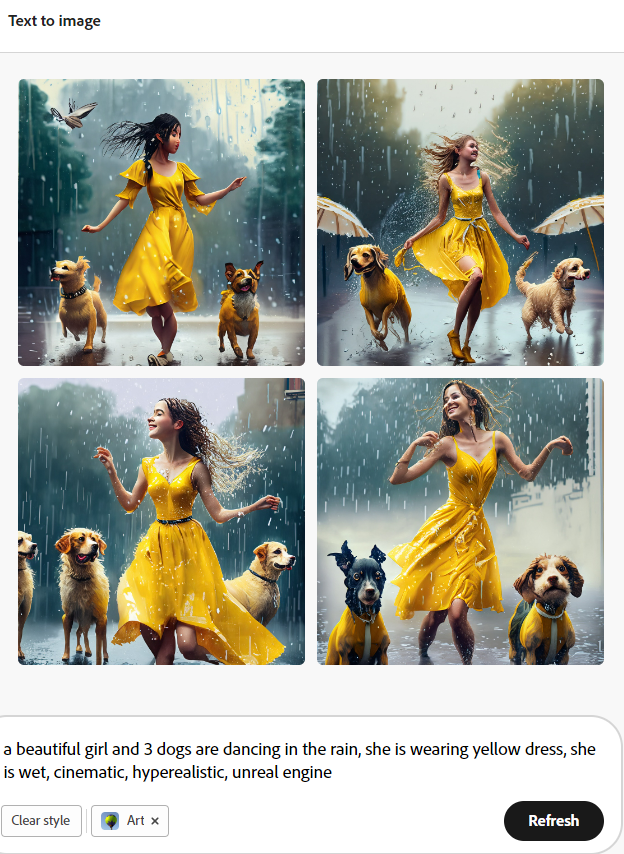 Text to image
a beautiful girl and 3 dogs are dancing in the rain, she is wearing yellow dress, she
is wet, cinematic, hyperealistic, unreal engine
Clear style
Art ×
Refresh